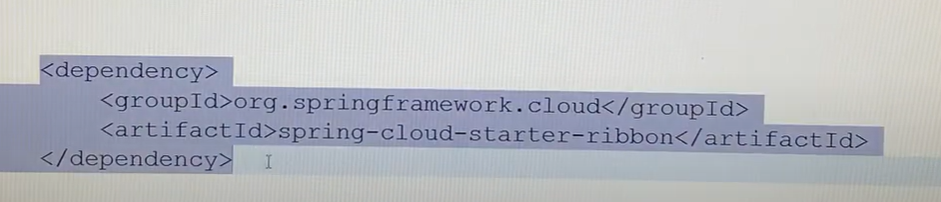 <dependency>
    <groupId>org.springframework.cloud</groupId>
    <artifactId>spring-cloud-starter-ribbon</artifactId>
</dependency>